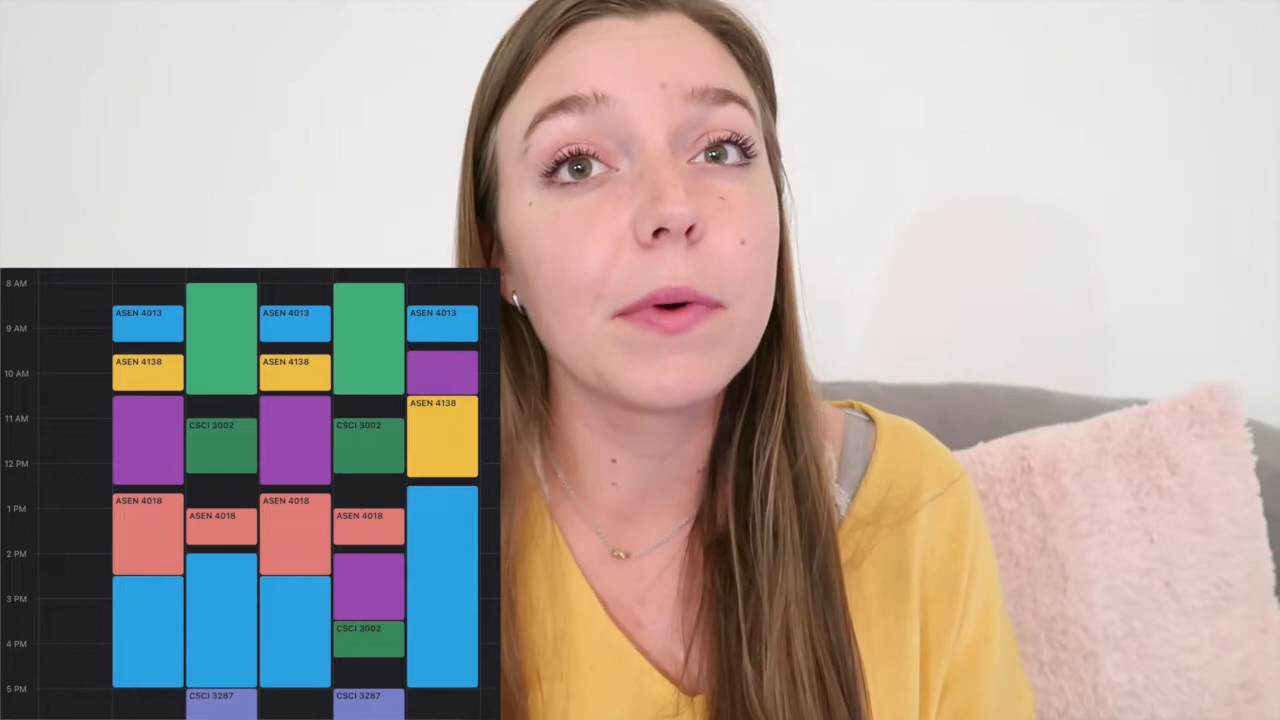 8 AM
ASEN 4013 ASEN 4013 ASEN 4013
9 AM
ASEN 4138 ASEN 4138
10 AM
ASEN 4138
11 AM
CSCI 3002 CSCI 3002
12 PM
ASEN 4018 ASEN 4018
1 PM
ASEN 4018 ASEN 4018
2 PM
3 PM
CSCI 3002
4 PM
5 PM
CSCI 3287 CSCI 3287